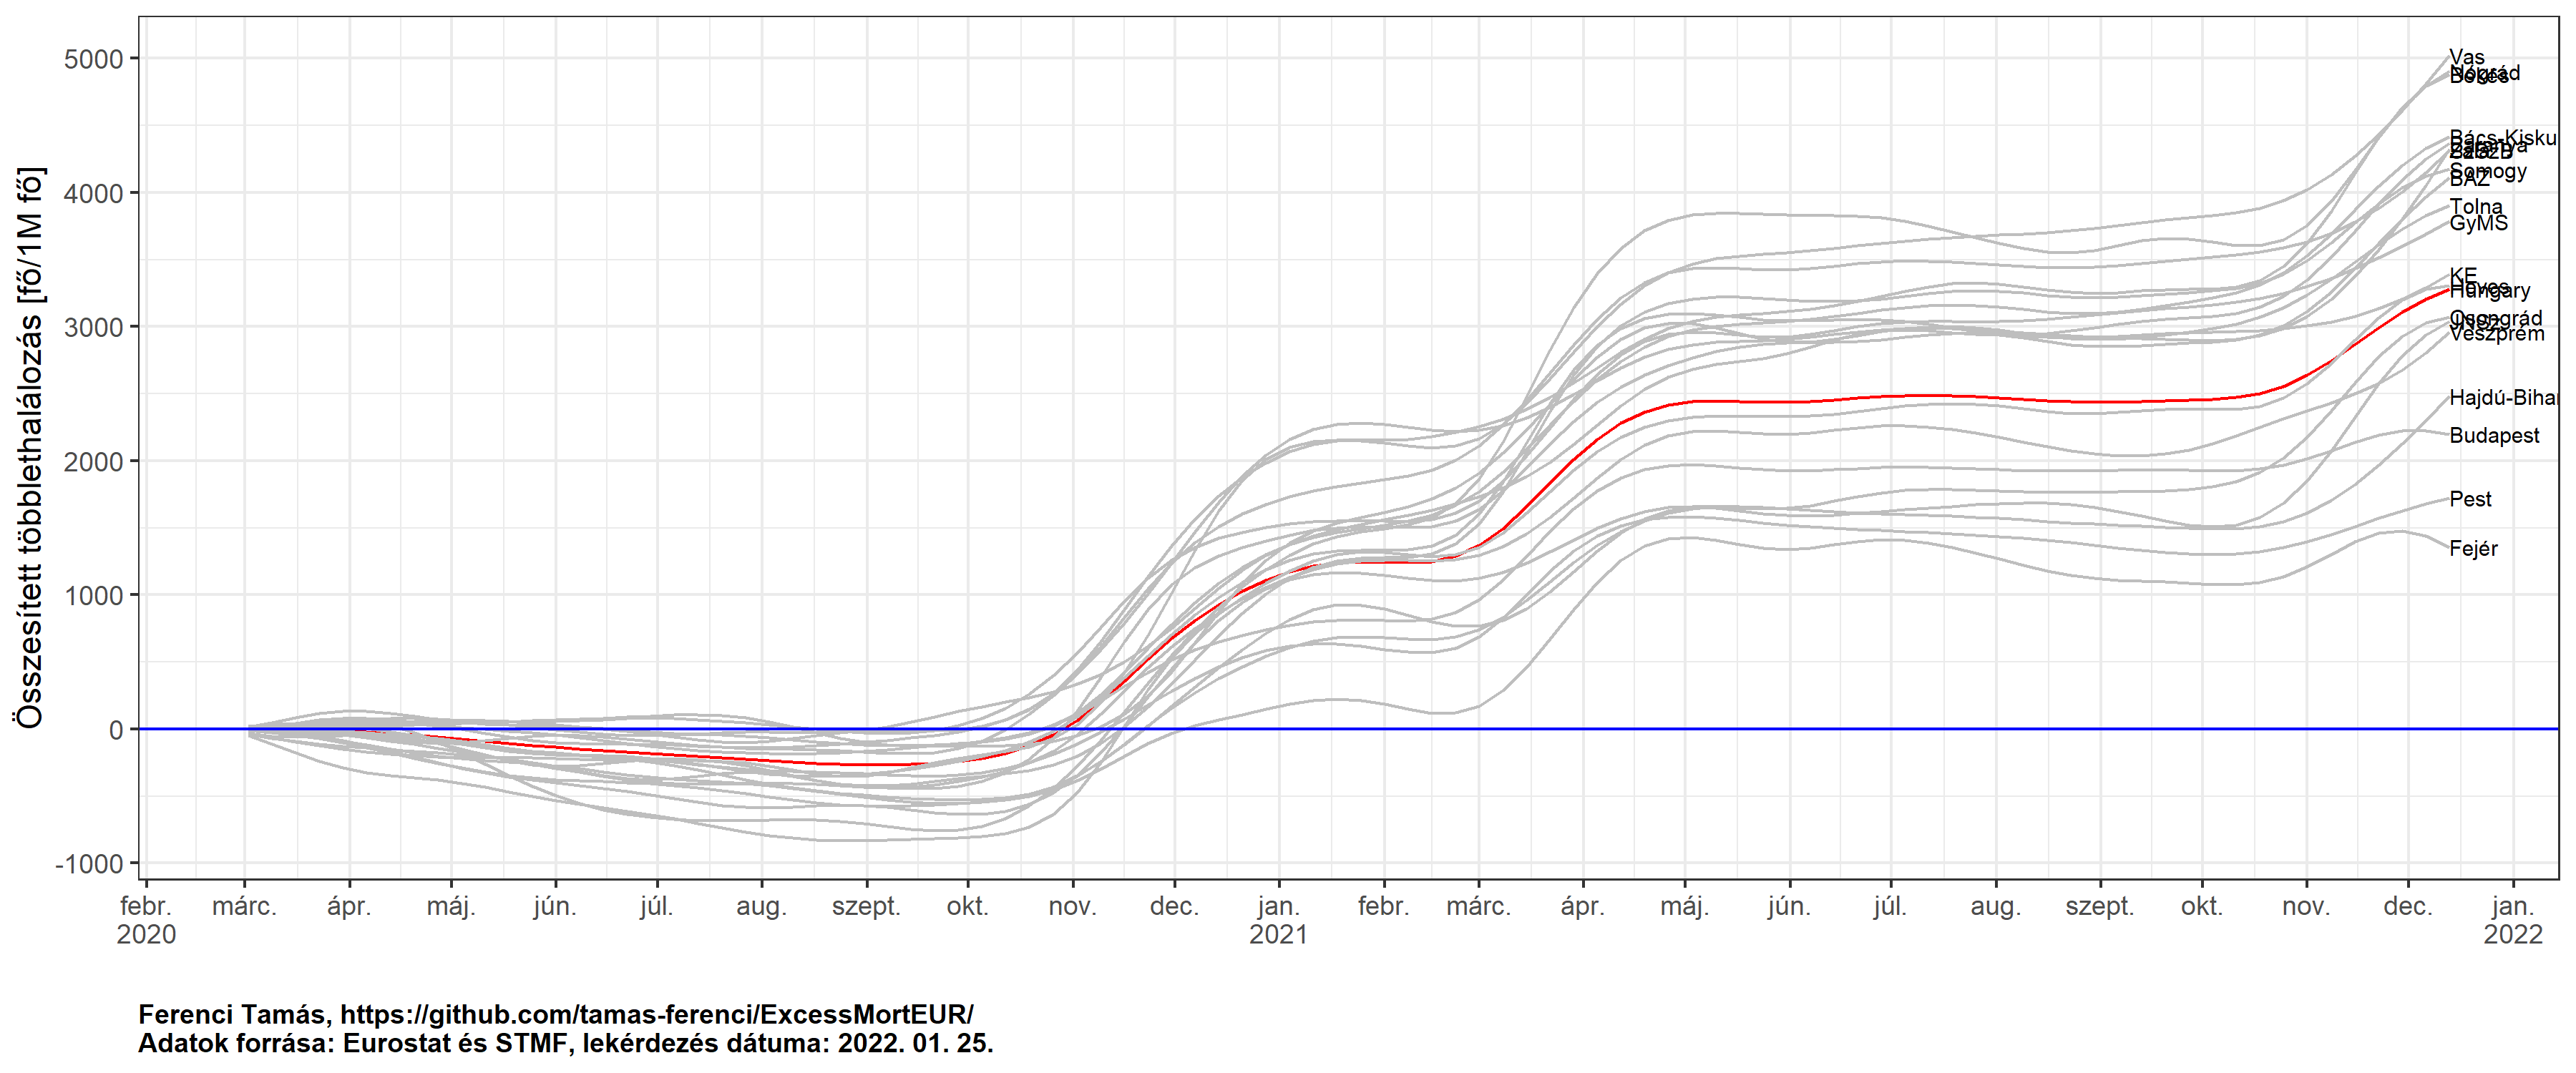 Összesített többlethalálozás [fő/1M fő]
5000
4000
3000
2000
1000
0
-1000
Vas
Nógrád
Békés
Bács-Kisku
Baranya
Zala
SzSzB
Somogy
BAZ
Tolna
GyMS
KE
Heves
Hungary
Csongrád
JNSz
Veszprém
Hajdú-Bihar
Budapest
Pest
Fejér
febr. márc. ápr. máj. jún. júl. aug. szept. okt. nov. dec. jan. febr. márc. ápr. máj. jún. júl. aug. szept. okt. nov. dec. jan.
2020 2021 2022
Ferenci Tamás, https://github.com/tamas-ferenci/ExcessMortEUR/
Adatok forrása: Eurostat és STMF, lekérdezés dátuma: 2022. 01. 25.